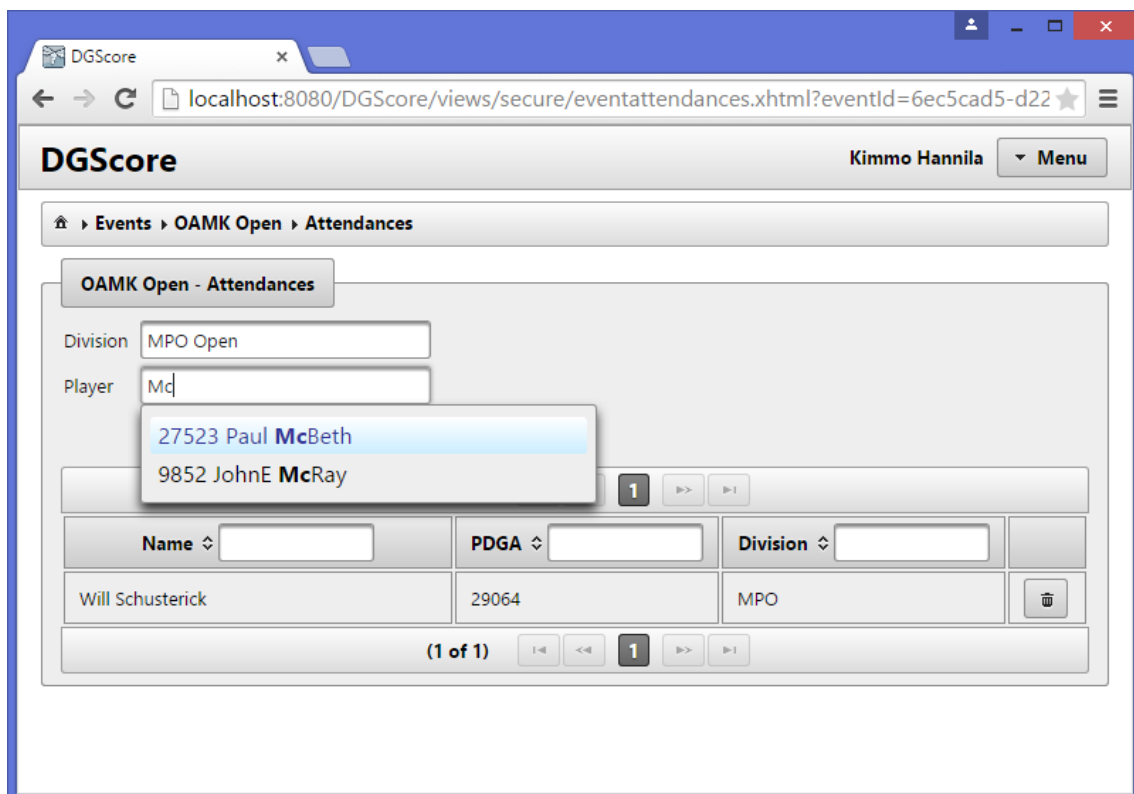 DGScore
localhost:8080/DGScore/views/secure/eventattendances.xhtml?eventId=6ec5cad5-d22
DGScore Kimmo Hannila Menu
Events OAMK Open Attendances
OAMK Open - Attendances
Division MPO Open
Player Mc
27523 Paul McBeth
9852 JohnE McRay
1
Name PDGA Division
Will Schusterick 29064 MPO
(1 of 1) 1